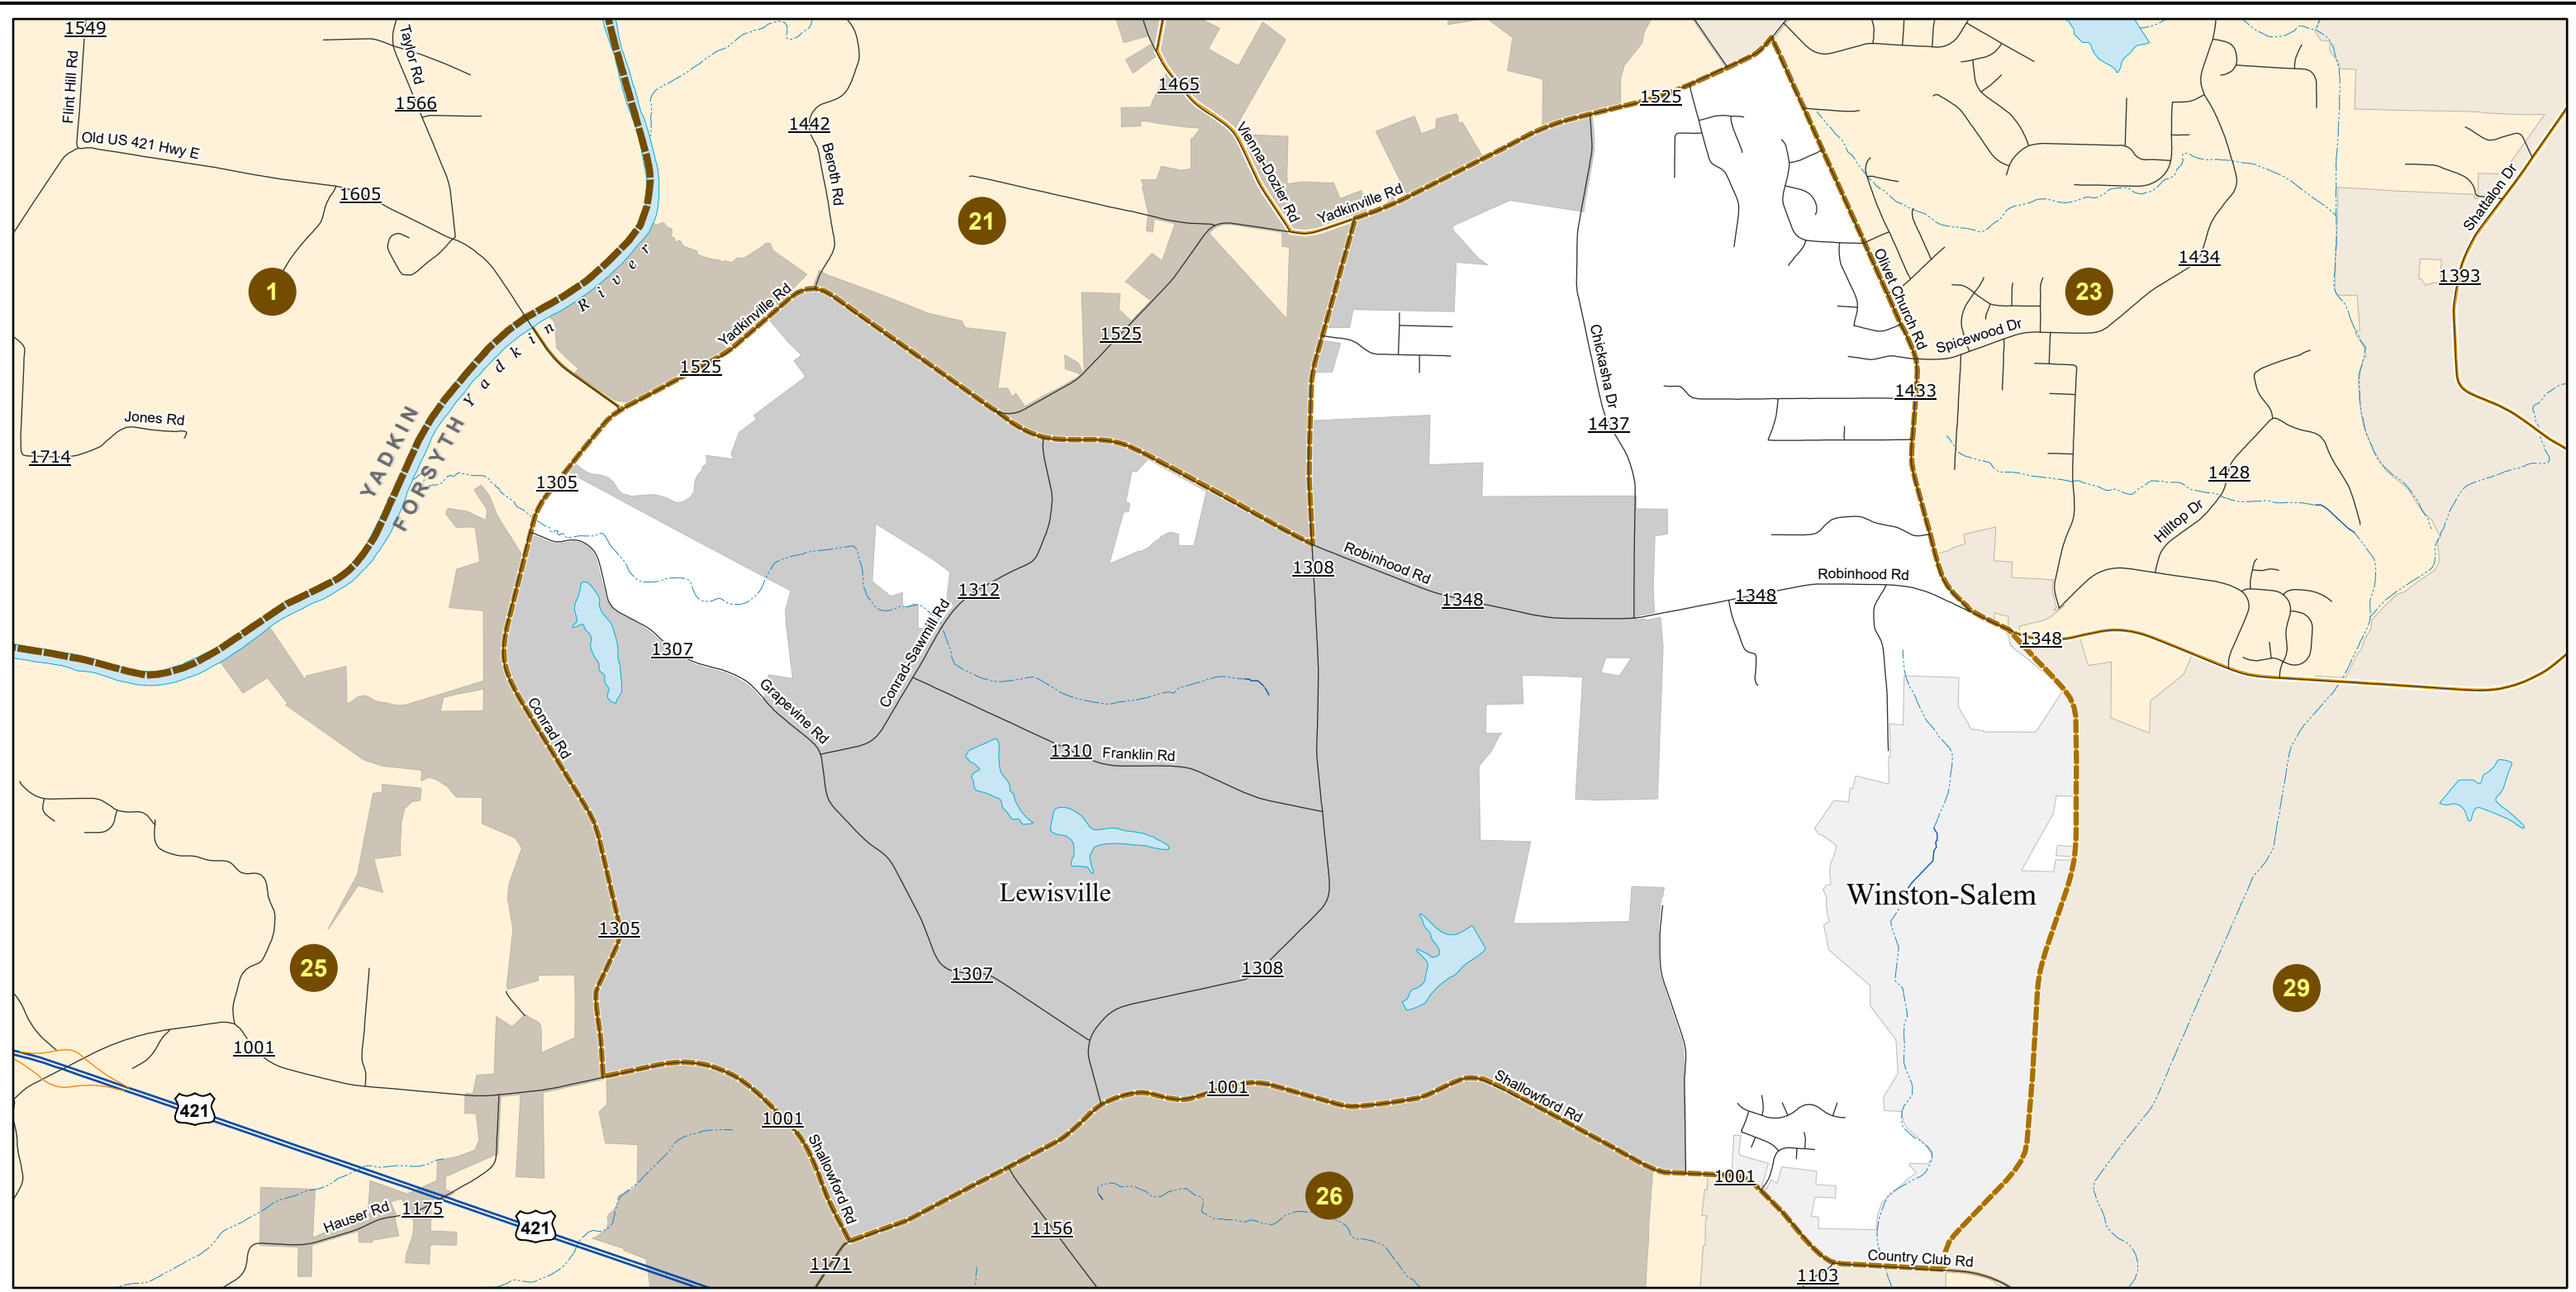 1549
Flint Hill Rd
Taylor Rd
1566
Old US 421 Hwy E
1605
1
1442
Beroth Rd
21
1465
Vienna-Dozier Rd
Yadkinville Rd
1525
1525
Yadkinville Rd
1525
Yadkin River
YADKIN
FORSYTH
Jones Rd
1714
1305
Chickasha Dr
1437
Olivet Church Rd
Spicewood Dr
1433
23
1434
Shattalon Dr
1393
1428
Hilltop Dr
1308
Robinhood Rd
1348
1348
Robinhood Rd
1348
1312
Conrad-Sawmill Rd
1307
Grapevine Rd
Conrad Rd
1310
Franklin Rd
Lewisville
Winston-Salem
1305
1307
1308
25
29
1001
421
421
Hauser Rd
1175
1001
Shallowford Rd
1171
1001
Shallowford Rd
1156
26
1001
1103
Country Club Rd